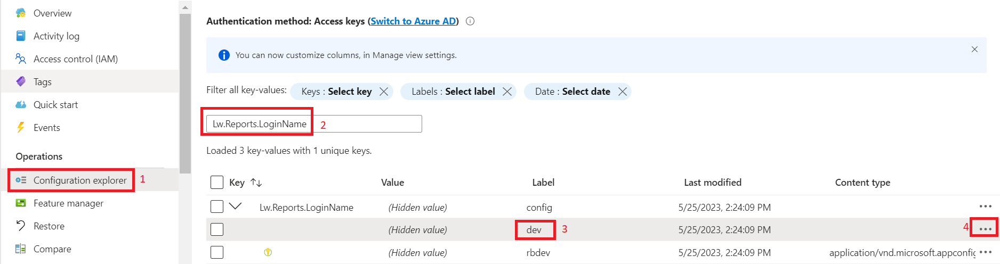 Overview
Activity log
Access control (IAM)
Tags
Quick start
Events
Operations
Configuration explorer 1
Feature manager
Restore
Compare
Authentication method: Access keys (Switch to Azure AD)
You can now customize columns, in Manage view settings.
Filter all key-values: Keys : Select key Labels : Select label Date : Select date
Lw.Reports.LoginName 2
Loaded 3 key-values with 1 unique keys.
Key Value Label Last modified Content type
Lw.Reports.LoginName (Hidden value) config 5/25/2023, 2:24:09 PM
(Hidden value) dev 3 5/25/2023, 2:24:09 PM 4
(Hidden value) rbdev 5/25/2023, 2:24:09 PM application/vnd.microsoft.appconfig